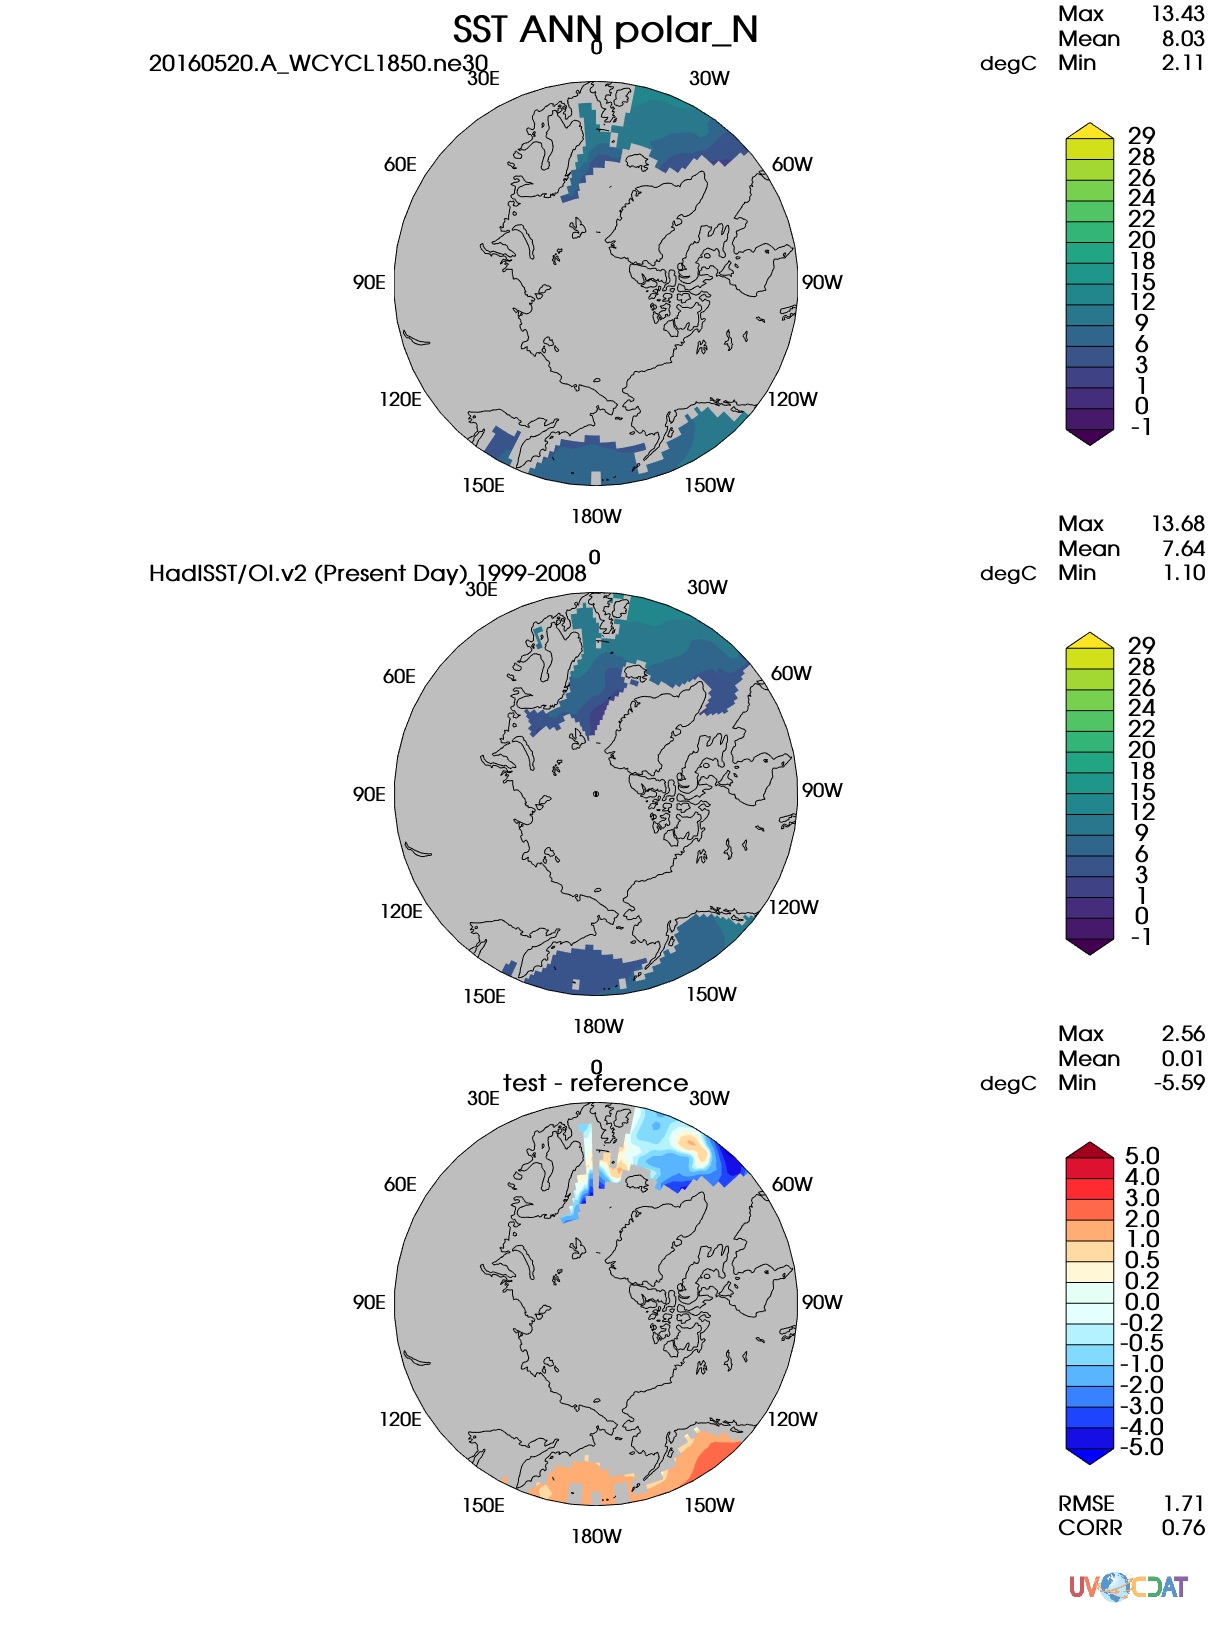 SST ANN polar_N
20160520.A_WCYCL1850.ne30
degC
Max 13.43
Mean 8.03
Min 2.11
0
30E
30W
60E
60W
90E
90W
120E
120W
150E
150W
180W
29
28
26
24
22
20
18
15
12
9
6
3
1
0
-1
HadISST/OI.v2 (Present Day) 1999-2008
degC
Max 13.68
Mean 7.64
Min 1.10
0
30E
30W
60E
60W
90E
90W
120E
120W
150E
150W
180W
29
28
26
24
22
20
18
15
12
9
6
3
1
0
-1
test - reference
degC
Max 2.56
Mean 0.01
Min -5.59
0
30E
30W
60E
60W
90E
90W
120E
120W
150E
150W
180W
5.0
4.0
3.0
2.0
1.0
0.5
0.2
0.0
-0.2
-0.5
-1.0
-2.0
-3.0
-4.0
-5.0
RMSE 1.71
CORR 0.76
UV CDAT